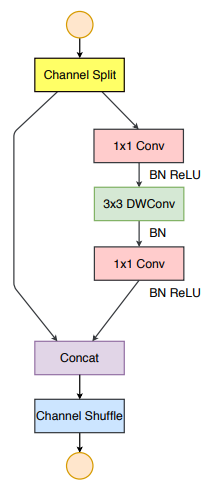 Channel Split
1x1 Conv
BN ReLU
3x3 DWConv
BN
1x1 Conv
BN ReLU
Concat
Channel Shuffle